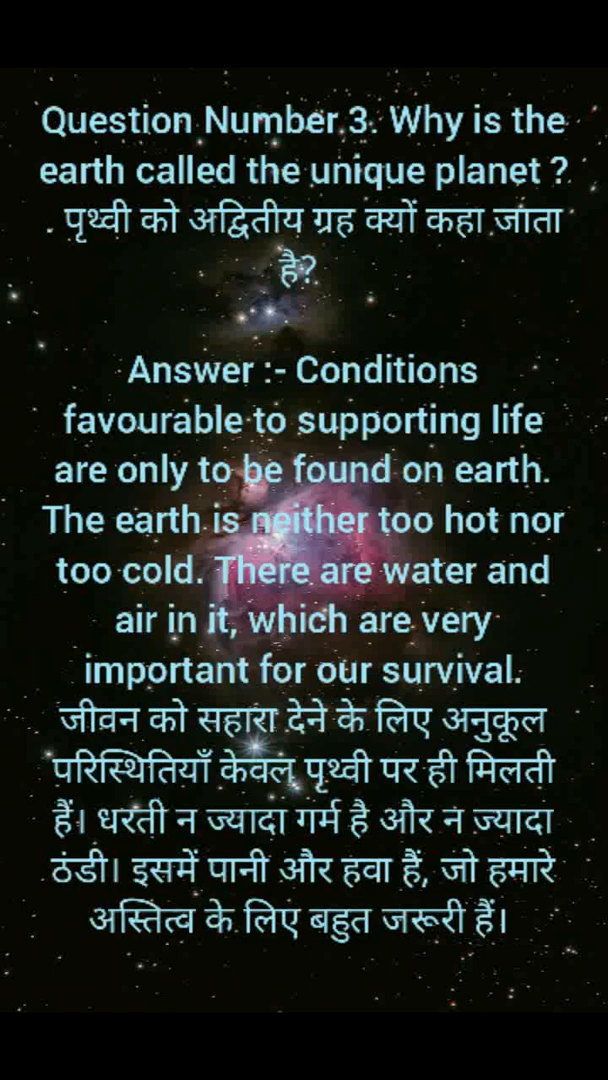 Question Number 3. Why is the
earth called the unique planet ?
. पृथ्वी को अद्वितीय ग्रह क्यों कहा जाता
है?
Answer :- Conditions
favourable to supporting life
are only to be found on earth.
The earth is neither too hot nor
too cold. There are water and
air in it, which are very
important for our survival.
जीवन को सहारा देने के लिए अनुकूल
परिस्थितियाँ केवल पृथ्वी पर ही मिलती
हैं। धरती न ज्यादा गर्म है और न ज्यादा
ठंडी। इसमें पानी और हवा हैं, जो हमारे
अस्तित्व के लिए बहुत जरूरी हैं।